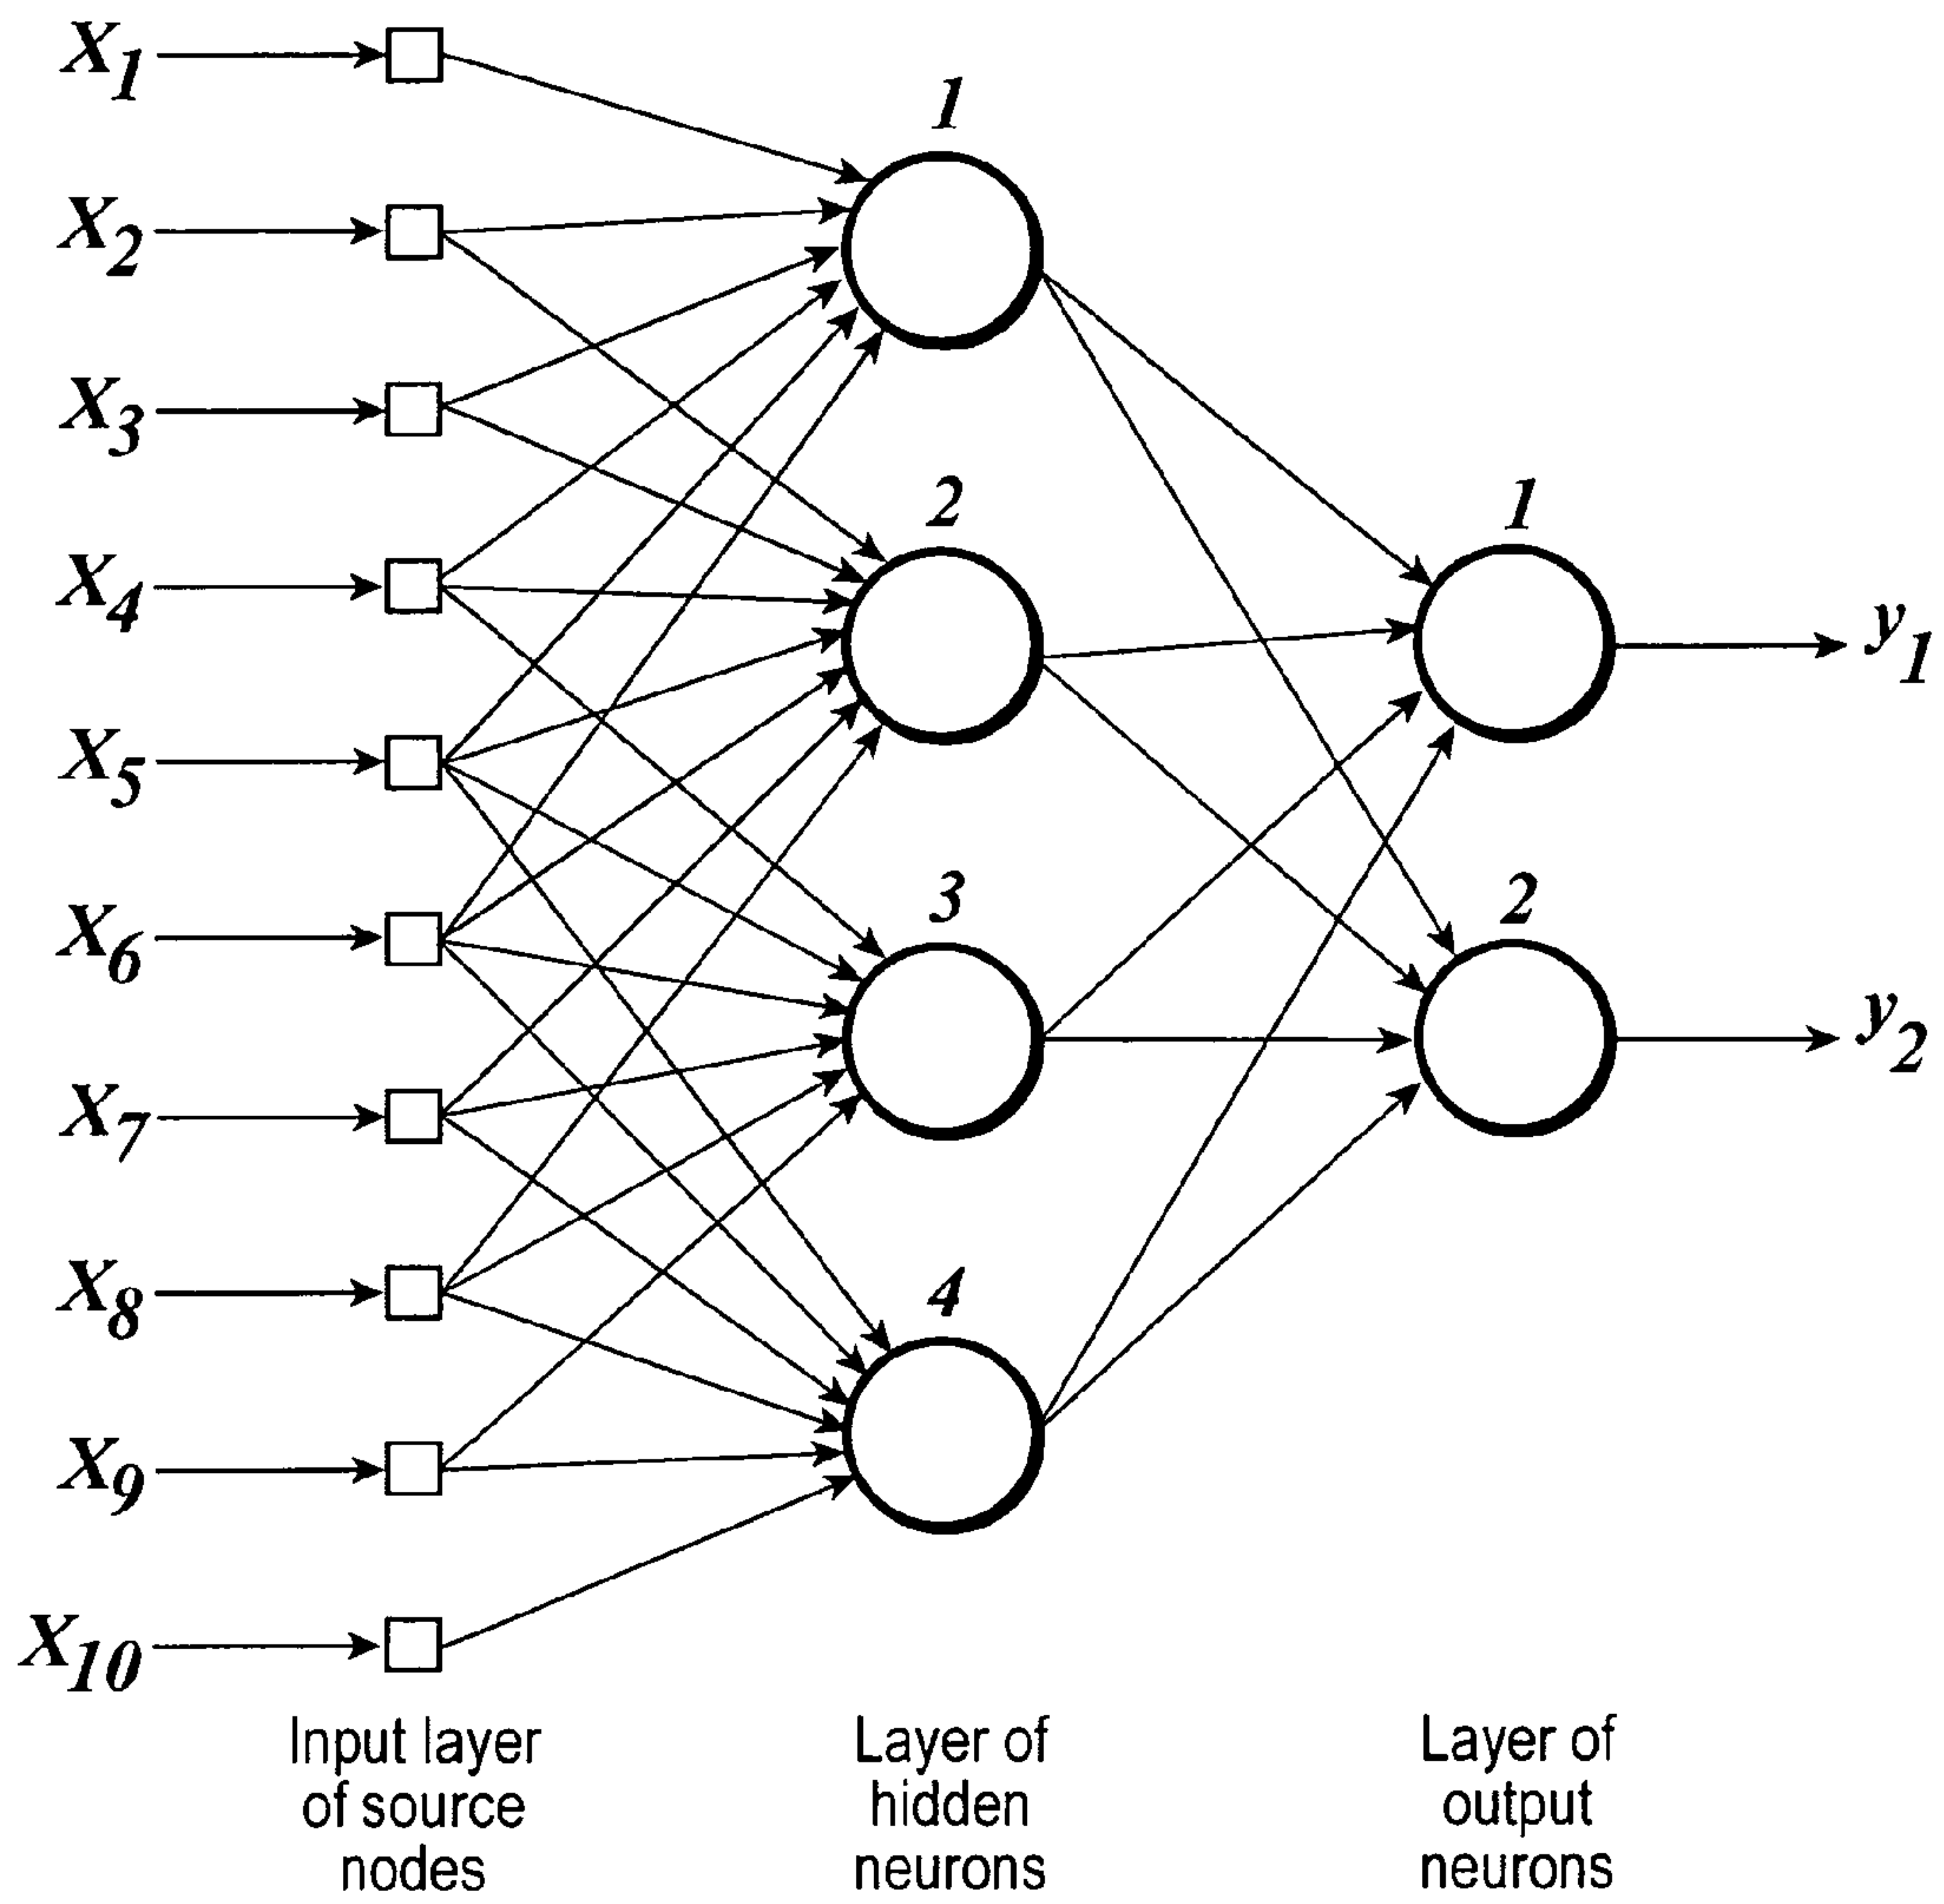 x1
x2
x3
x4
x5
x6
x7
x8
x9
x10
1
2
3
4
1
2
y1
y2
Input layer
of source
nodes
Layer of
hidden
neurons
Layer of
output
neurons